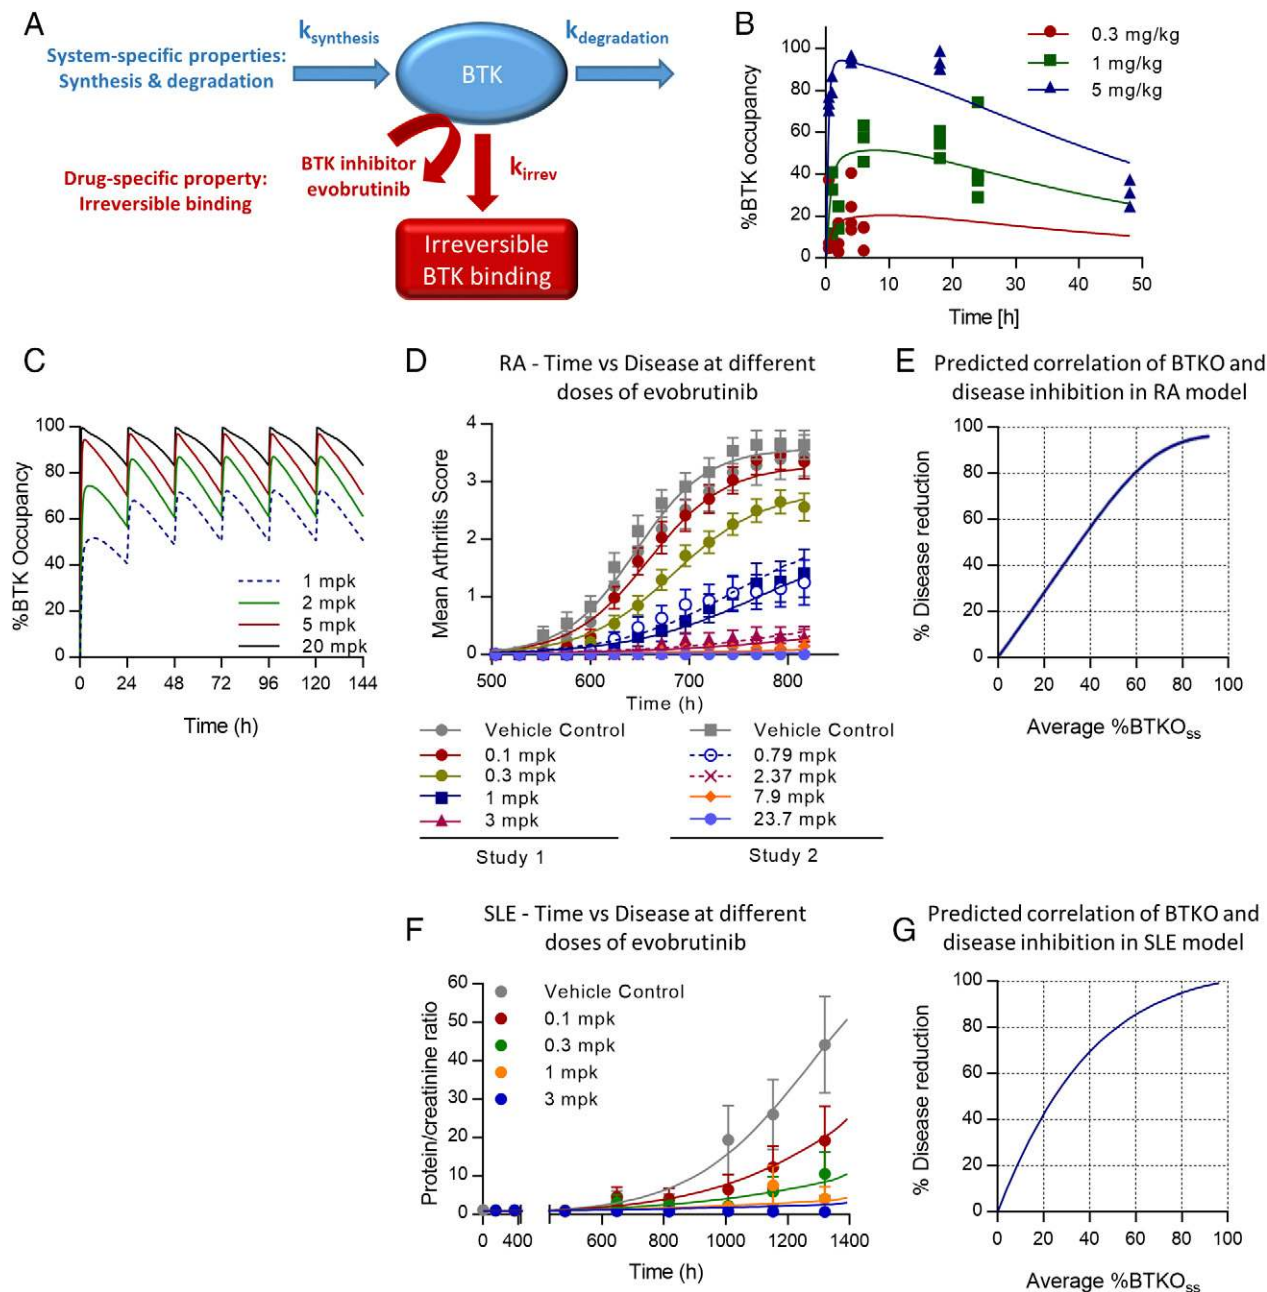 A
System-specific properties:
Synthesis & degradation
k_synthesis
BTK
k_degradation
BTK inhibitor
evobrutinib
k_irrev
Drug-specific property:
Irreversible binding
Irreversible
BTK binding
B
%BTK occupancy
100
80
60
40
20
0
0 10 20 30 40 50
Time [h]
0.3 mg/kg
1 mg/kg
5 mg/kg
C
%BTK Occupancy
100
80
60
40
20
0
0 24 48 72 96 120 144
Time (h)
1 mpk
2 mpk
5 mpk
20 mpk
D
RA - Time vs Disease at different
doses of evobrutinib
Mean Arthritis Score
4
3
2
1
0
500 600 700 800
Time (h)
Vehicle Control
0.1 mpk
0.3 mpk
1 mpk
3 mpk
Study 1
Vehicle Control
0.79 mpk
2.37 mpk
7.9 mpk
23.7 mpk
Study 2
E
Predicted correlation of BTKO and
disease inhibition in RA model
% Disease reduction
100
80
60
40
20
0
0 20 40 60 80 100
Average %BTKO_ss
F
SLE - Time vs Disease at different
doses of evobrutinib
Protein/creatinine ratio
60
50
40
30
20
10
0
0 400 600 800 1000 1200 1400
Time (h)
Vehicle Control
0.1 mpk
0.3 mpk
1 mpk
3 mpk
G
Predicted correlation of BTKO and
disease inhibition in SLE model
% Disease reduction
100
80
60
40
20
0
0 20 40 60 80 100
Average %BTKO_ss